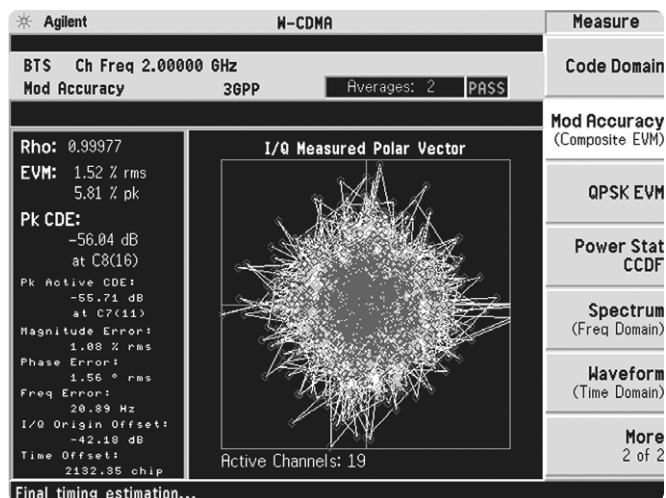 Agilent
W-CDMA
Measure
BTS Ch Freq 2.00000 GHz
Mod Accuracy 3GPP
Averages: 2 PASS
Rho: 0.99977
EVM: 1.52 % rms
5.81 % pk
Pk CDE:
-56.04 dB
at C8(16)
Pk Active CDE:
-55.71 dB
at C7(11)
Magnitude Error:
1.08 % rms
Phase Error:
1.56 ° rms
Freq Error:
20.89 Hz
I/Q Origin Offset:
-42.18 dB
Time Offset:
2132.35 chip
I/Q Measured Polar Vector
Active Channels: 19
Code Domain
Mod Accuracy
(Composite EVM)
QPSK EVM
Power Stat
CCDF
Spectrum
(Freq Domain)
Waveform
(Time Domain)
More
2 of 2
Final timing estimation...